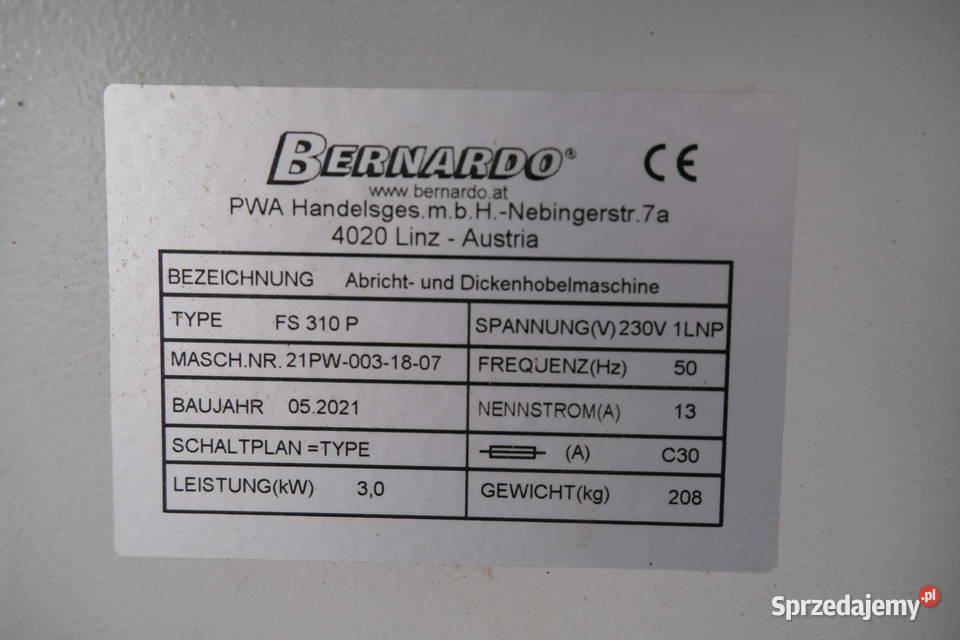 BERNARDO®
CE
www.bernardo.at
PWA Handelsges.m.b.H.-Nebingerstr.7a
4020 Linz - Austria
BEZEICHNUNG Abricht- und Dickenhobelmaschine
TYPE FS 310 P SPANNUNG(V) 230V 1LNP
MASCH.NR. 21PW-003-18-07 FREQUENZ(Hz) 50
BAUJAHR 05.2021 NENNSTROM(A) 13
SCHALTPLAN =TYPE (A) C30
LEISTUNG(kW) 3,0 GEWICHT(kg) 208
Sprzedajemy.pl